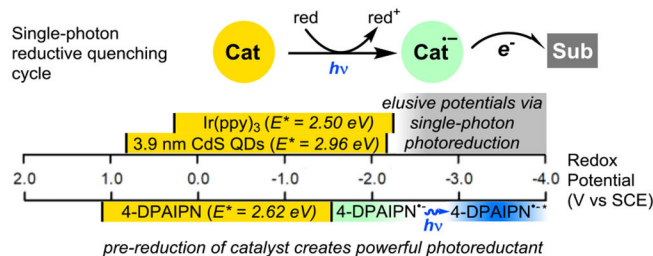 Single-photon
reductive quenching
cycle
red
red⁺
Cat
hν
Cat•−
e⁻
Sub
elusive potentials via
single-photon
photoreduction
Ir(ppy)₃ (E* = 2.50 eV)
3.9 nm CdS QDs (E* = 2.96 eV)
2.0 1.0 0.0 -1.0 -2.0 -3.0 -4.0
Redox
Potential
(V vs SCE)
4-DPAIPN (E* = 2.62 eV)
4-DPAIPN•-
hν
4-DPAIPN•-*
pre-reduction of catalyst creates powerful photoreductant